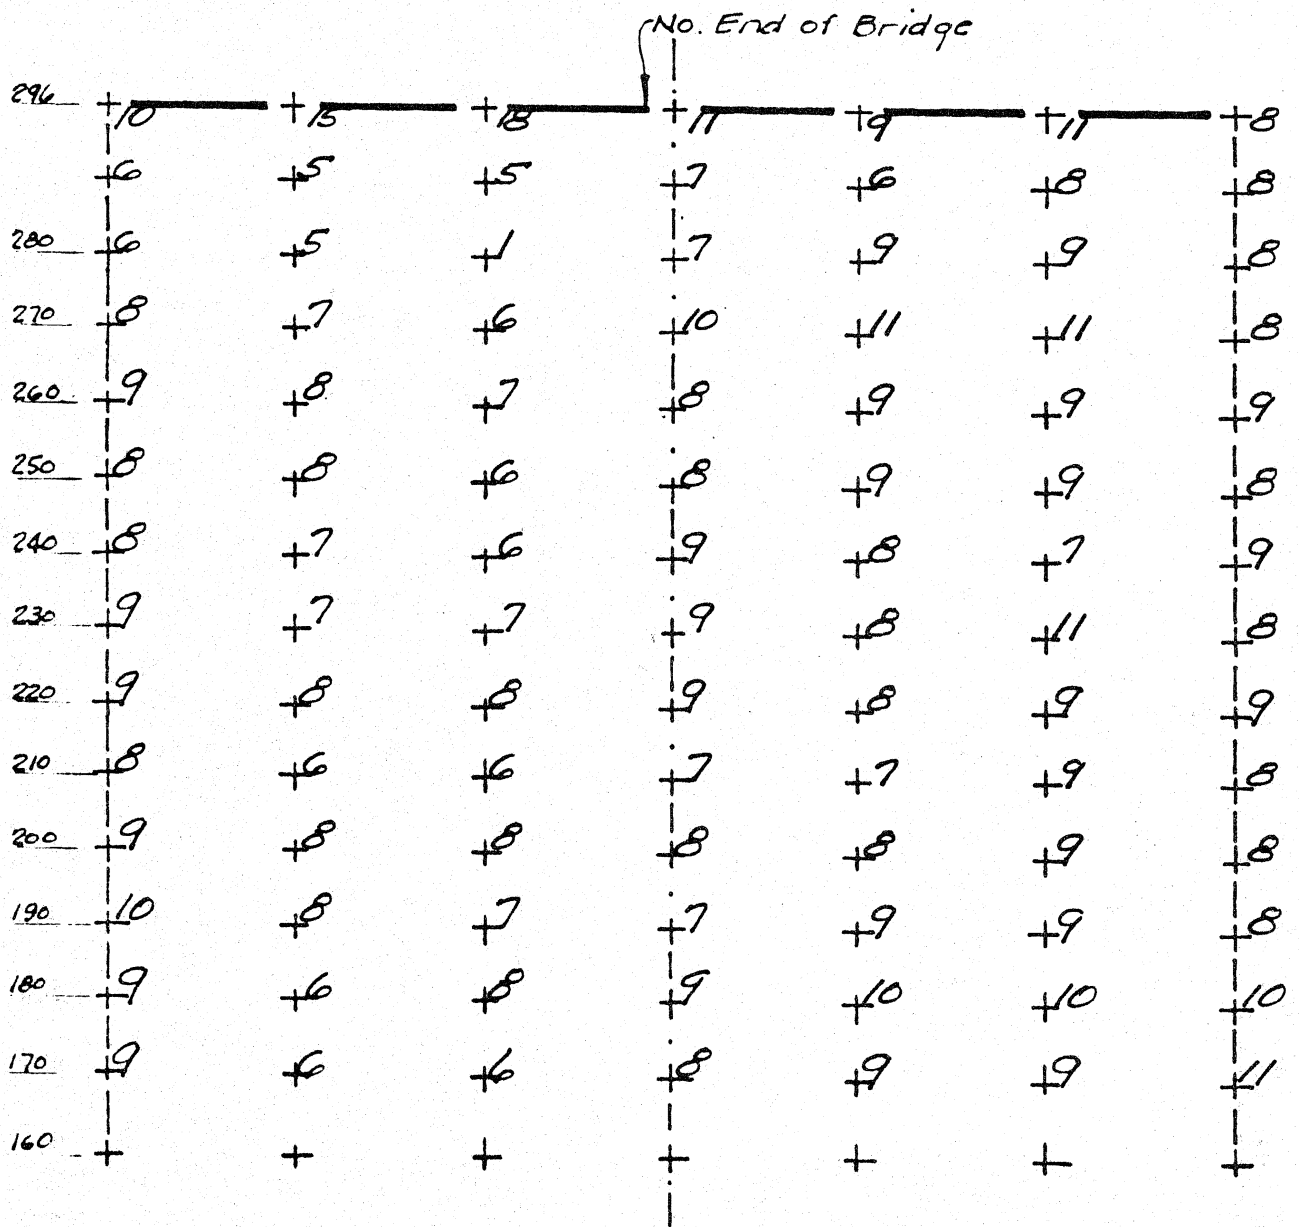 No. End of Bridge
296 10 15 18 11 9 11 8
6 5 5 7 6 8 8
280 6 5 1 7 9 9 8
270 8 7 6 10 11 11 8
260 9 8 7 8 9 9 9
250 8 8 6 8 9 9 8
240 8 7 6 9 8 7 9
230 9 7 7 9 8 11 8
220 9 8 8 9 8 9 9
210 8 6 6 7 7 9 8
200 9 8 8 8 8 9 8
190 10 8 7 7 9 9 8
180 9 6 8 9 10 10 10
170 9 6 6 8 9 9 11
160